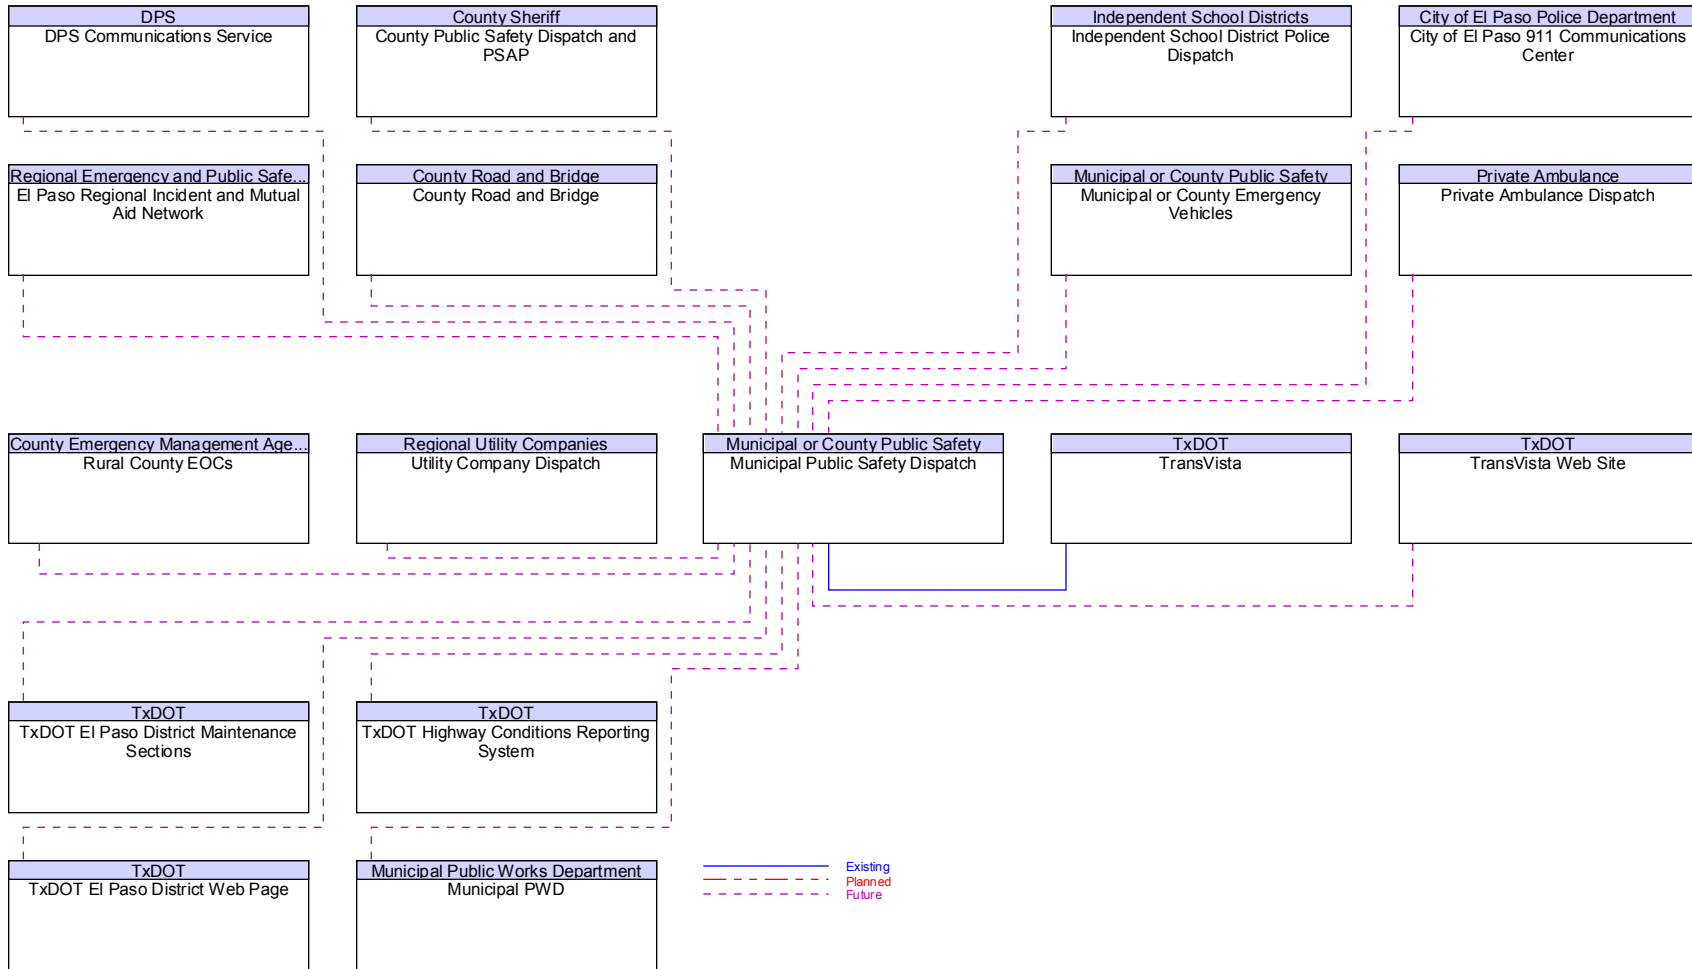 DPS
DPS Communications Service
County Sheriff
County Public Safety Dispatch and
PSAP
Independent School Districts
Independent School District Police
Dispatch
City of El Paso Police Department
City of El Paso 911 Communications
Center
Regional Emergency and Public Safe...
El Paso Regional Incident and Mutual
Aid Network
County Road and Bridge
County Road and Bridge
Municipal or County Public Safety
Municipal or County Emergency
Vehicles
Private Ambulance
Private Ambulance Dispatch
County Emergency Management Age...
Rural County EOCs
Regional Utility Companies
Utility Company Dispatch
Municipal or County Public Safety
Municipal Public Safety Dispatch
TxDOT
TransVista
TxDOT
TransVista Web Site
TxDOT
TxDOT El Paso District Maintenance
Sections
TxDOT
TxDOT Highway Conditions Reporting
System
TxDOT
TxDOT El Paso District Web Page
Municipal Public Works Department
Municipal PWD
Existing
Planned
Future